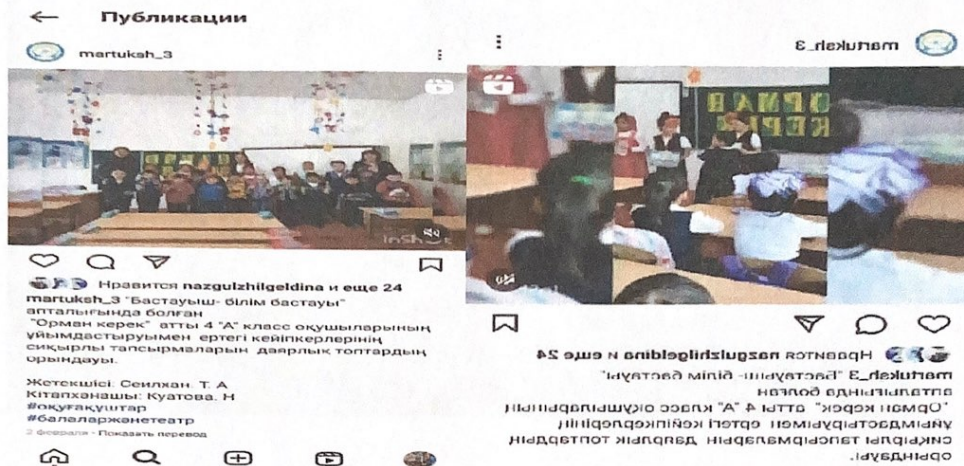 Публикации
martuksh_3
InShot
Нравится nazgulzhilgeldina и еще 24
martuksh_3 "Бастауыш- білім бастауы"
апталығында болған
"Орман керек" атты 4 "А" класс оқушыларының
ұйымдастыруымен ертегі кейіпкерлерінің
сиқырлы тапсырмаларын даярлық топтардың
орындауы.
Жетекшісі: Сеилхан. Т. А
Кітапханашы: Куатова. Н
#оқуғақұштар
#балаларжәнетеатр
2 февраля · Показать перевод
martuksh_3
ОРМАН
КЕРЕК
Нравится nazgulzhilgeldina и еще 24
martuksh_3 "Бастауыш- білім бастауы"
апталығында болған
"Орман керек" атты 4 "А" класс оқушыларының
ұйымдастыруымен ертегі кейіпкерлерінің
сиқырлы тапсырмаларын даярлық топтардың
орындауы.